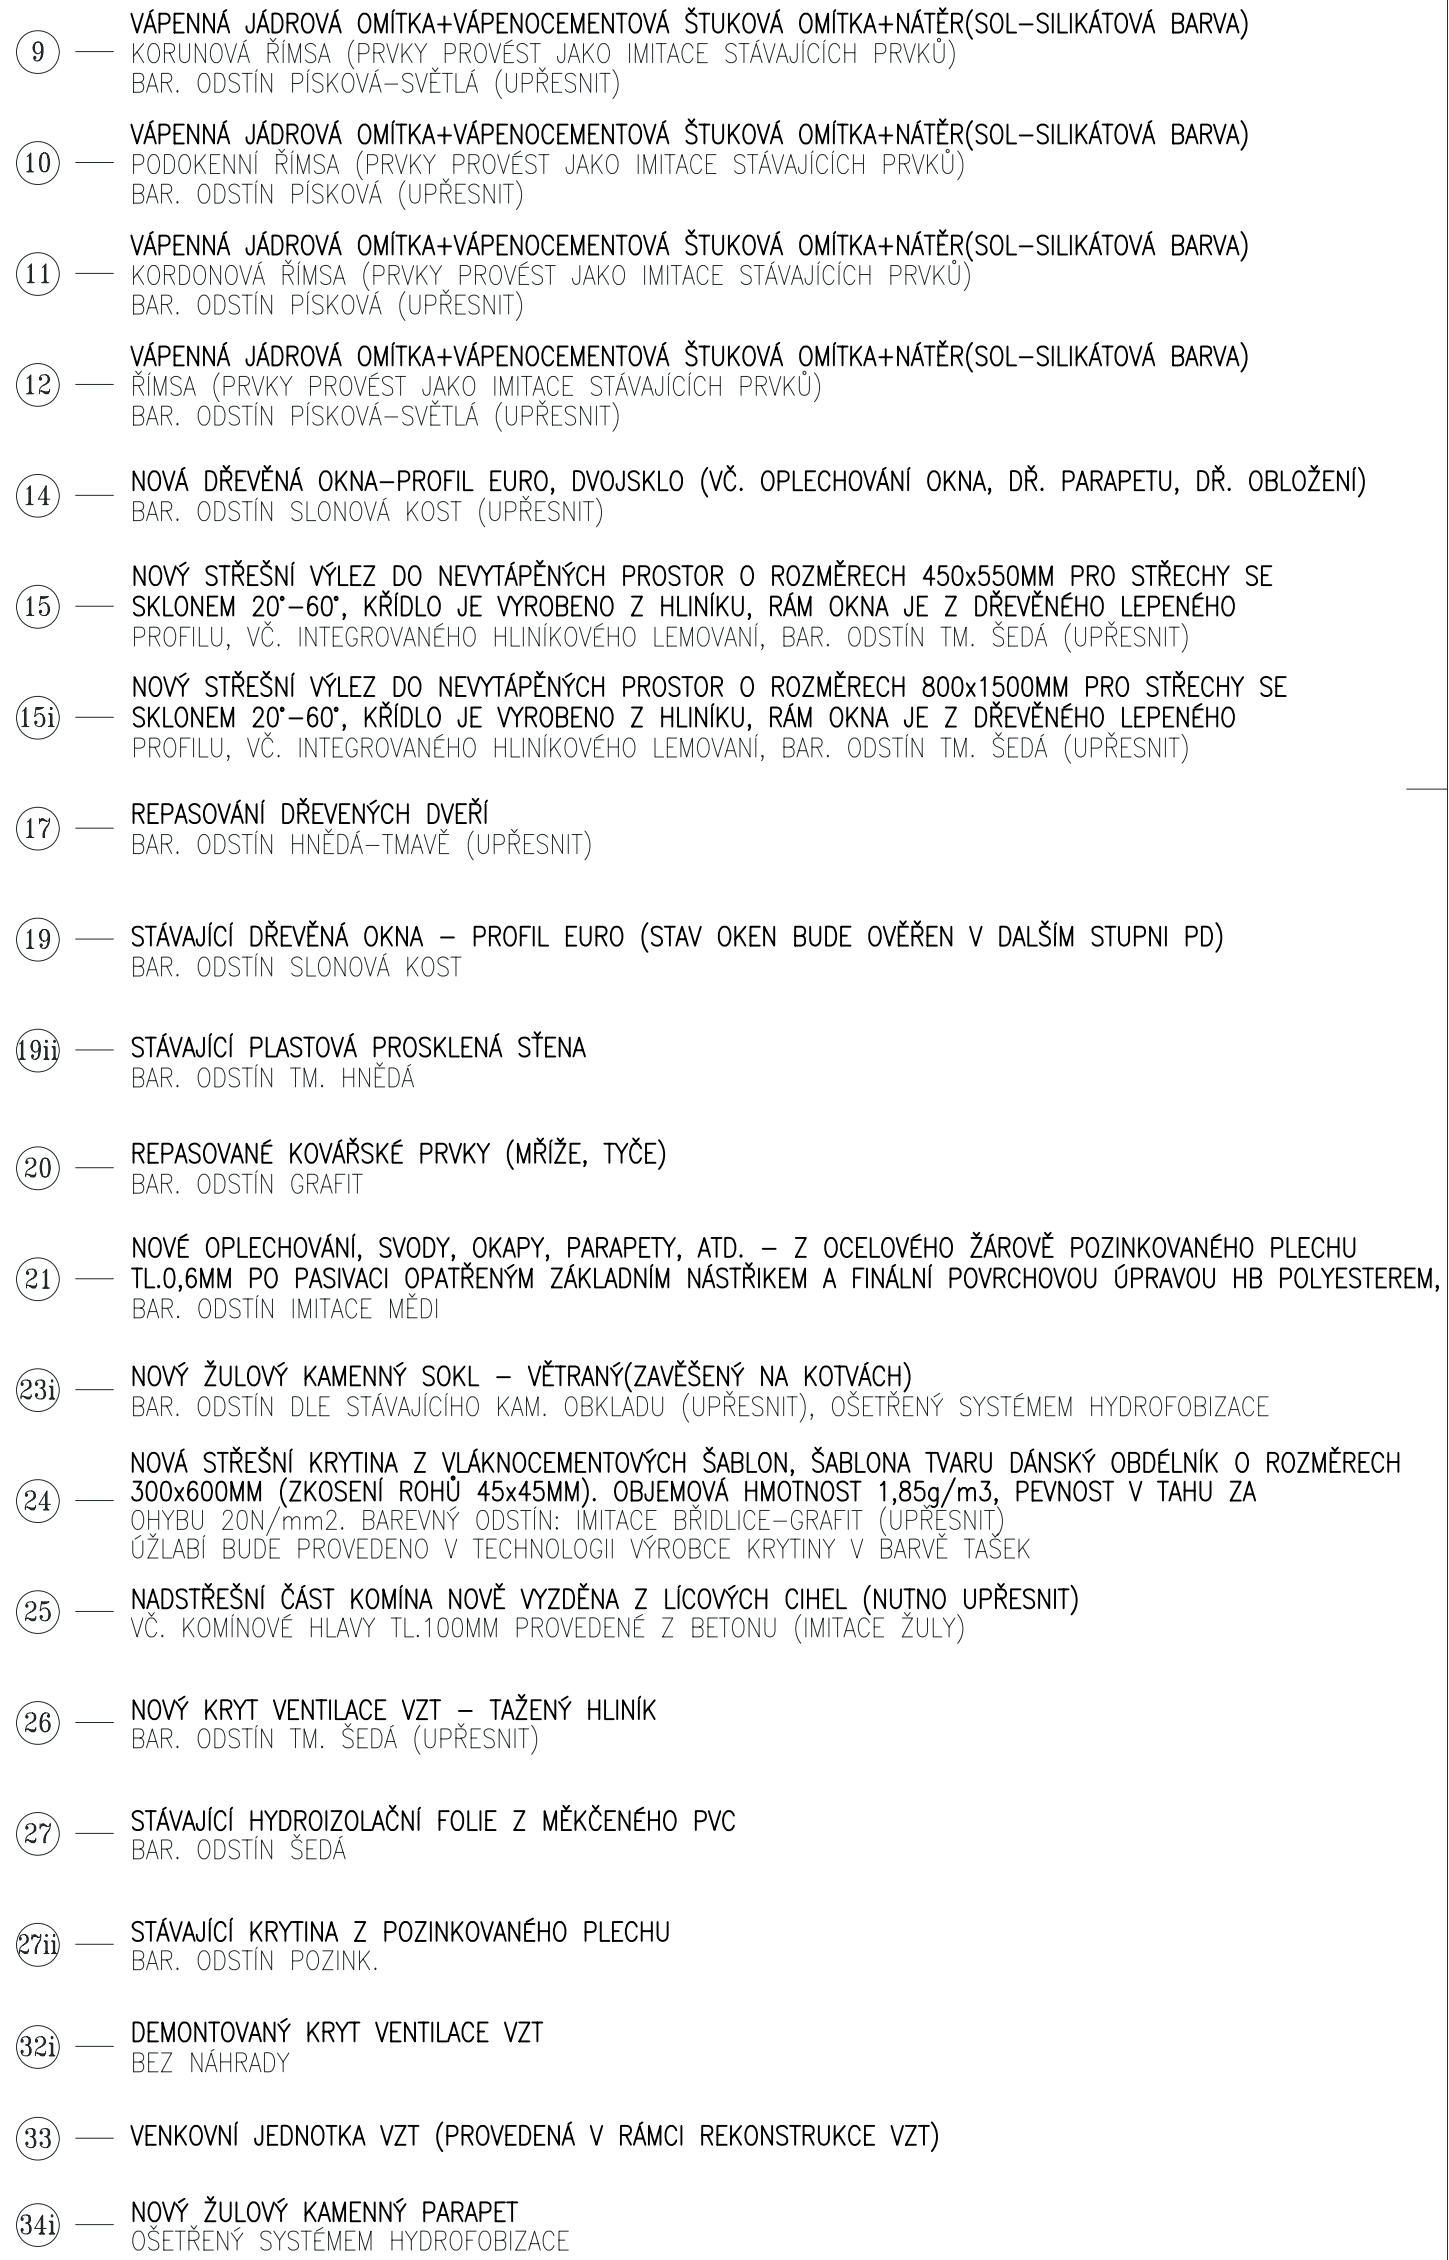 VÁPENNÁ JÁDROVÁ OMÍTKA+VÁPENOCEMENTOVÁ ŠTUKOVÁ OMÍTKA+NÁTĚR(SOL-SILIKÁTOVÁ BARVA)
9
KORUNOVÁ ŘÍMSA (PRVKY PROVÉST JAKO IMITACE STÁVAJÍCÍCH PRVKŮ)
BAR. ODSTÍN PÍSKOVÁ-SVĚTLÁ (UPŘESNIT)
VÁPENNÁ JÁDROVÁ OMÍTKA+VÁPENOCEMENTOVÁ ŠTUKOVÁ OMÍTKA+NÁTĚR(SOL-SILIKÁTOVÁ BARVA)
10
PODOKENNÍ ŘÍMSA (PRVKY PROVÉST JAKO IMITACE STÁVAJÍCÍCH PRVKŮ)
BAR. ODSTÍN PÍSKOVÁ (UPŘESNIT)
VÁPENNÁ JÁDROVÁ OMÍTKA+VÁPENOCEMENTOVÁ ŠTUKOVÁ OMÍTKA+NÁTĚR(SOL-SILIKÁTOVÁ BARVA)
11
KORDONOVÁ ŘÍMSA (PRVKY PROVÉST JAKO IMITACE STÁVAJÍCÍCH PRVKŮ)
BAR. ODSTÍN PÍSKOVÁ (UPŘESNIT)
VÁPENNÁ JÁDROVÁ OMÍTKA+VÁPENOCEMENTOVÁ ŠTUKOVÁ OMÍTKA+NÁTĚR(SOL-SILIKÁTOVÁ BARVA)
12
ŘÍMSA (PRVKY PROVÉST JAKO IMITACE STÁVAJÍCÍCH PRVKŮ)
BAR. ODSTÍN PÍSKOVÁ-SVĚTLÁ (UPŘESNIT)
14
NOVÁ DŘEVĚNÁ OKNA-PROFIL EURO, DVOJSKLO (VČ. OPLECHOVÁNÍ OKNA, DŘ. PARAPETU, DŘ. OBLOŽENÍ)
BAR. ODSTÍN SLONOVÁ KOST (UPŘESNIT)
NOVÝ STŘEŠNÍ VÝLEZ DO NEVYTÁPĚNÝCH PROSTOR O ROZMĚRECH 450x550MM PRO STŘECHY SE
15
SKLONEM 20°-60°, KŘÍDLO JE VYROBENO Z HLINÍKU, RÁM OKNA JE Z DŘEVĚNÉHO LEPENÉHO
PROFILU, VČ. INTEGROVANÉHO HLINÍKOVÉHO LEMOVANÍ, BAR. ODSTÍN TM. ŠEDÁ (UPŘESNIT)
NOVÝ STŘEŠNÍ VÝLEZ DO NEVYTÁPĚNÝCH PROSTOR O ROZMĚRECH 800x1500MM PRO STŘECHY SE
15i
SKLONEM 20°-60°, KŘÍDLO JE VYROBENO Z HLINÍKU, RÁM OKNA JE Z DŘEVĚNÉHO LEPENÉHO
PROFILU, VČ. INTEGROVANÉHO HLINÍKOVÉHO LEMOVANÍ, BAR. ODSTÍN TM. ŠEDÁ (UPŘESNIT)
17
REPASOVÁNÍ DŘEVENÝCH DVEŘÍ
BAR. ODSTÍN HNĚDÁ-TMAVĚ (UPŘESNIT)
19
STÁVAJÍCÍ DŘEVĚNÁ OKNA - PROFIL EURO (STAV OKEN BUDE OVĚŘEN V DALŠÍM STUPNI PD)
BAR. ODSTÍN SLONOVÁ KOST
19ii
STÁVAJÍCÍ PLASTOVÁ PROSKLENÁ SŤENA
BAR. ODSTÍN TM. HNĚDÁ
20
REPASOVANÉ KOVÁŘSKÉ PRVKY (MŘÍŽE, TYČE)
BAR. ODSTÍN GRAFIT
NOVÉ OPLECHOVÁNÍ, SVODY, OKAPY, PARAPETY, ATD. - Z OCELOVÉHO ŽÁROVĚ POZINKOVANÉHO PLECHU
21
TL.0,6MM PO PASIVACI OPATŘENÝM ZÁKLADNÍM NÁSTŘIKEM A FINÁLNÍ POVRCHOVOU ÚPRAVOU HB POLYESTEREM,
BAR. ODSTÍN IMITACE MĚDI
23i
NOVÝ ŽULOVÝ KAMENNÝ SOKL - VĚTRANÝ(ZAVĚŠENÝ NA KOTVÁCH)
BAR. ODSTÍN DLE STÁVAJÍCÍHO KAM. OBKLADU (UPŘESNIT), OŠETŘENÝ SYSTÉMEM HYDROFOBIZACE
NOVÁ STŘEŠNÍ KRYTINA Z VLÁKNOCEMENTOVÝCH ŠABLON, ŠABLONA TVARU DÁNSKÝ OBDÉLNÍK O ROZMĚRECH
24
300x600MM (ZKOSENÍ ROHŮ 45x45MM). OBJEMOVÁ HMOTNOST 1,85g/m3, PEVNOST V TAHU ZA
OHYBU 20N/mm2. BAREVNÝ ODSTÍN: IMITACE BŘIDLICE-GRAFIT (UPŘESNIT)
ÚŽLABÍ BUDE PROVEDENO V TECHNOLOGII VÝROBCE KRYTINY V BARVĚ TAŠEK
25
NADSTŘEŠNÍ ČÁST KOMÍNA NOVĚ VYZDĚNA Z LÍCOVÝCH CIHEL (NUTNO UPŘESNIT)
VČ. KOMÍNOVÉ HLAVY TL.100MM PROVEDENÉ Z BETONU (IMITACE ŽULY)
26
NOVÝ KRYT VENTILACE VZT - TAŽENÝ HLINÍK
BAR. ODSTÍN TM. ŠEDÁ (UPŘESNIT)
27
STÁVAJÍCÍ HYDROIZOLAČNÍ FOLIE Z MĚKČENÉHO PVC
BAR. ODSTÍN ŠEDÁ
27ii
STÁVAJÍCÍ KRYTINA Z POZINKOVANÉHO PLECHU
BAR. ODSTÍN POZINK.
32i
DEMONTOVANÝ KRYT VENTILACE VZT
BEZ NÁHRADY
33
VENKOVNÍ JEDNOTKA VZT (PROVEDENÁ V RÁMCI REKONSTRUKCE VZT)
34i
NOVÝ ŽULOVÝ KAMENNÝ PARAPET
OŠETŘENÝ SYSTÉMEM HYDROFOBIZACE